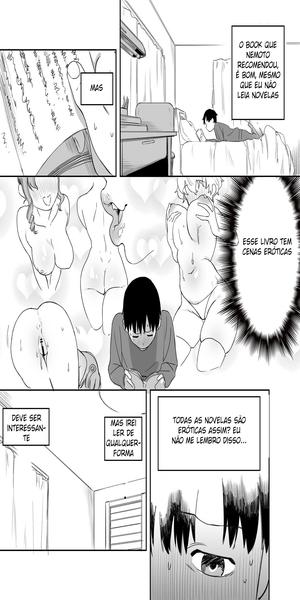 O BOOK QUE
NEMOTO
RECOMENDOU,
É BOM, MESMO
QUE EU NÃO
LEIA NOVELAS
MAS
ESSE LIVRO TEM
CENAS ERÓTICAS
TODAS AS NOVELAS SÃO
ERÓTICAS ASSIM? EU
NÃO ME LEMBRO DISSO...
MAS IREI
LER DE
QUALQUER-
FORMA
DEVE SER
INTERESSAN-
TE